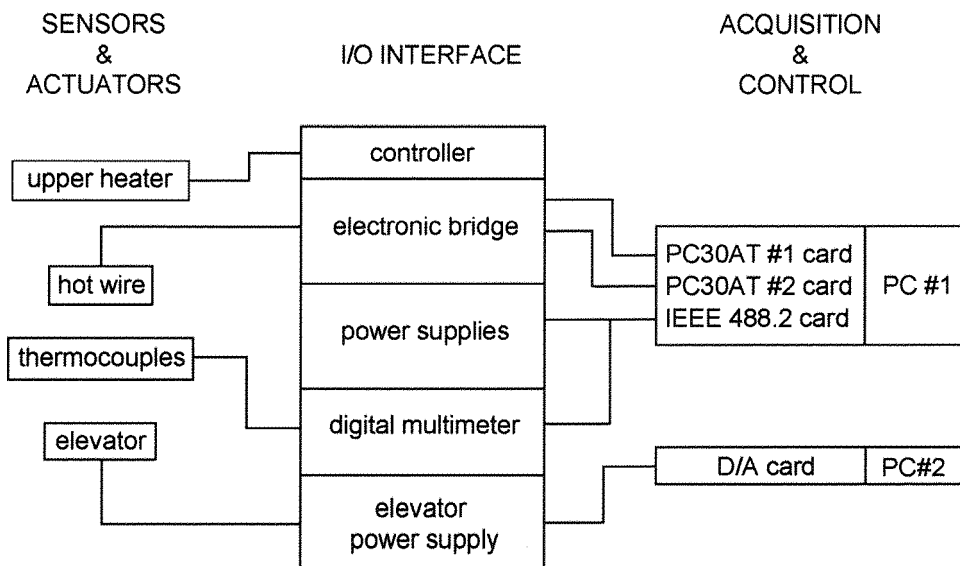 SENSORS
&
ACTUATORS
I/O INTERFACE
ACQUISITION
&
CONTROL
upper heater
hot wire
thermocouples
elevator
controller
electronic bridge
power supplies
digital multimeter
elevator
power supply
PC30AT #1 card
PC30AT #2 card
IEEE 488.2 card
PC #1
D/A card
PC#2